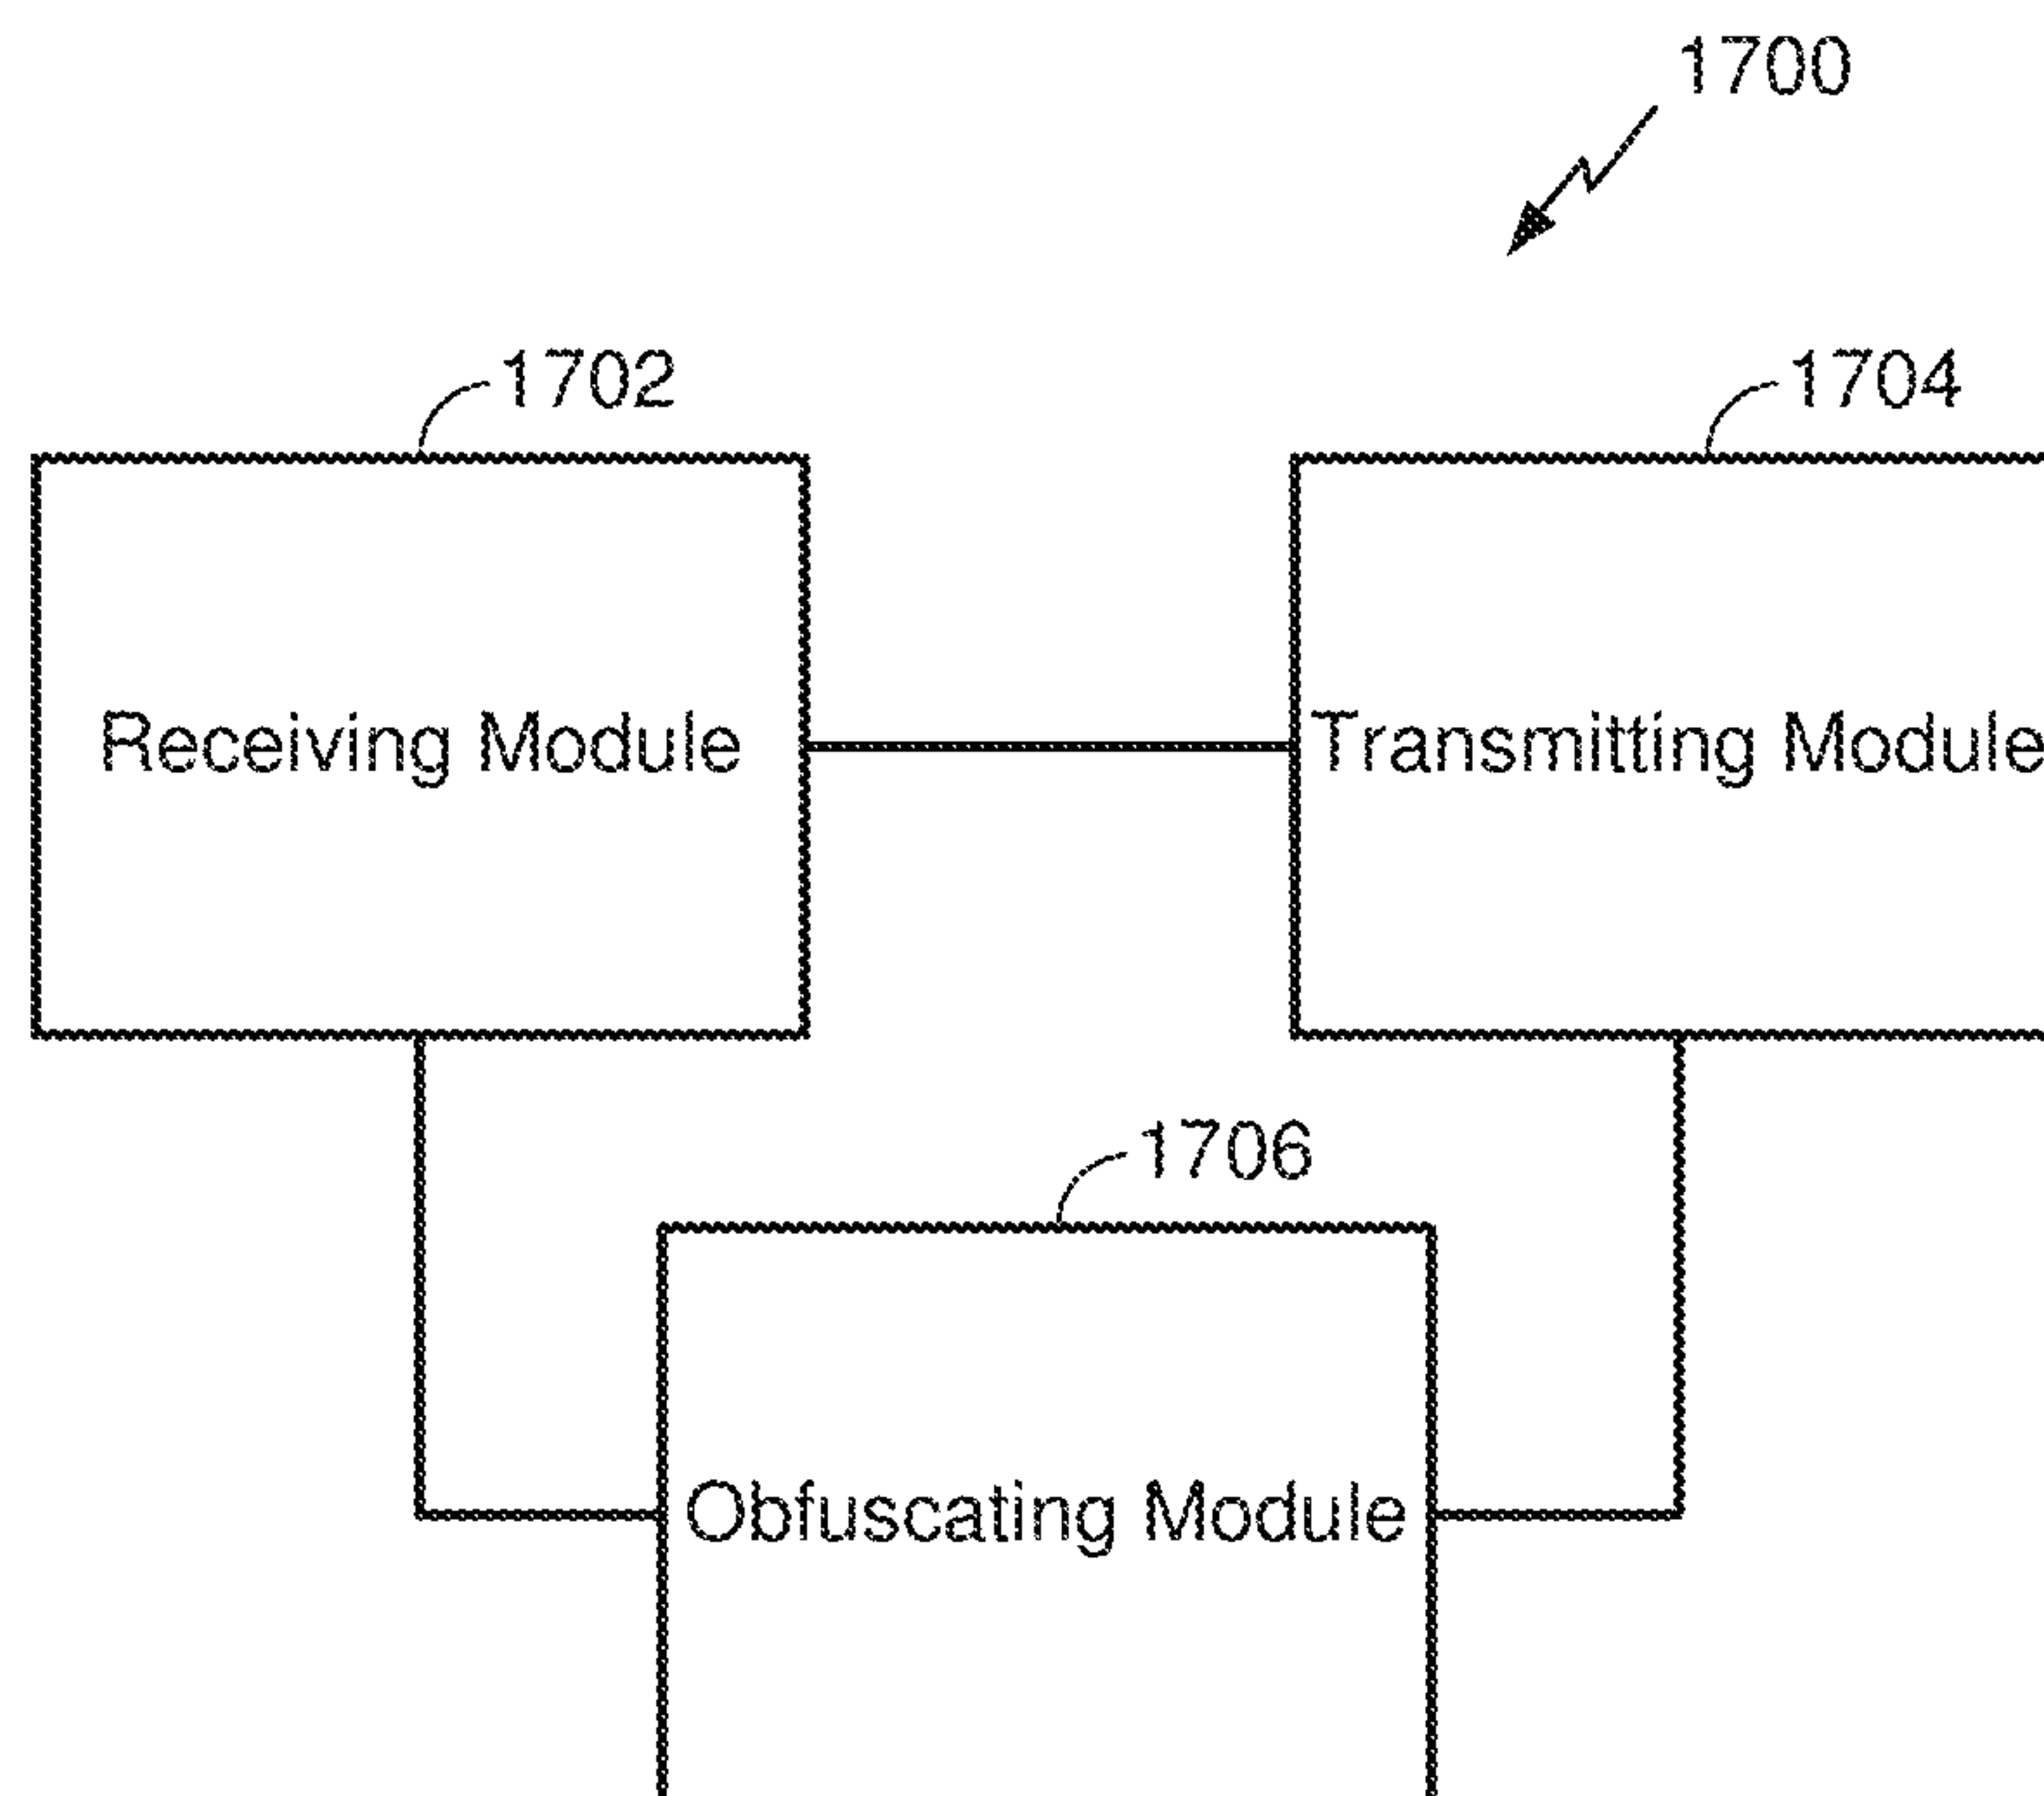 1700
1702
1704
Receiving Module
Transmitting Module
1706
Obfuscating Module